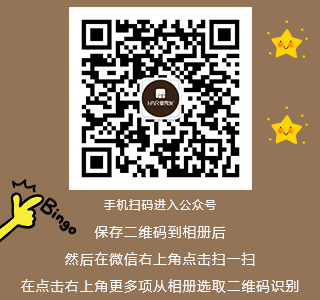 手机扫码进入公众号
Bingo
保存二维码到相册后
然后在微信右上角点击扫一扫
在点击右上角更多项从相册选取二维码识别